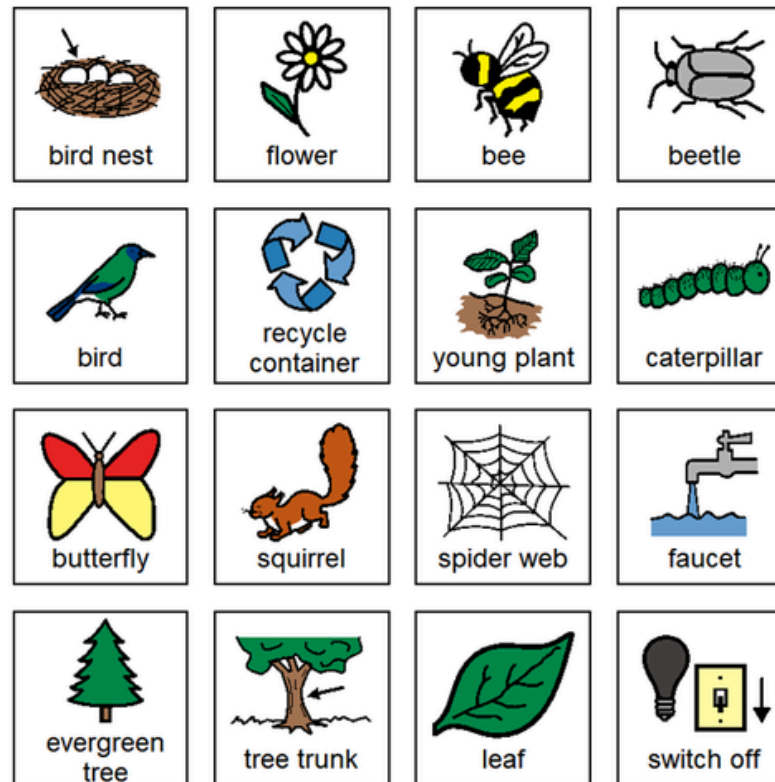 bird nest
flower
bee
beetle
bird
recycle
container
young plant
caterpillar
butterfly
squirrel
spider web
faucet
evergreen
tree
tree trunk
leaf
switch off